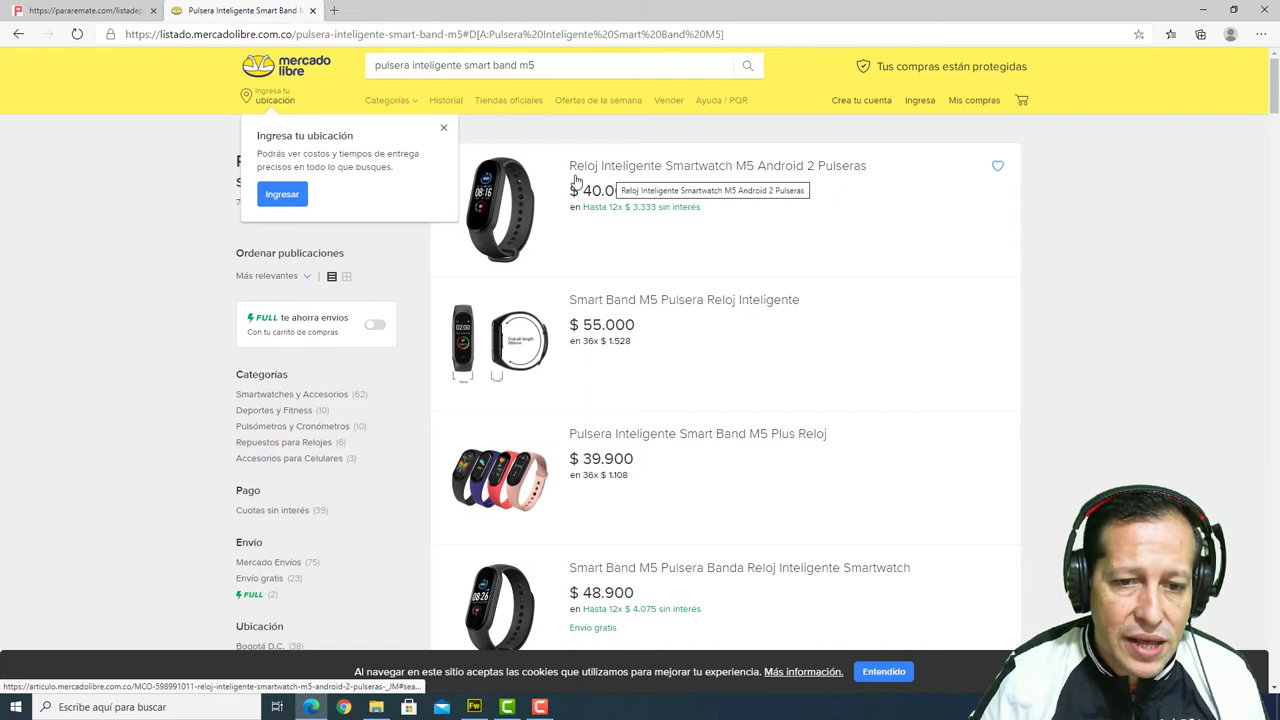 https://pararemate.com/listadep
Pulsera Inteligente Smart Band M
https://listado.mercadolibre.com.co/pulsera-inteligente-smart-band-m5#D[A:Pulsera%20Inteligente%20Smart%20Band%20M5]
mercado
libre
pulsera inteligente smart band m5
Tus compras están protegidas
Ingresa tu
ubicación
Categorías
Historial
Tiendas oficiales
Ofertas de la semana
Vender
Ayuda / PQR
Crea tu cuenta
Ingresa
Mis compras
Ingresa tu ubicación
Podrás ver costos y tiempos de entrega
precisos en todo lo que busques.
Ingresar
Ordenar publicaciones
Más relevantes
FULL te ahorra envíos
Con tu carrito de compras
Categorías
Smartwatches y Accesorios (62)
Deportes y Fitness (10)
Pulsómetros y Cronómetros (10)
Repuestos para Relojes (6)
Accesorios para Celulares (3)
Pago
Cuotas sin interés (39)
Envío
Mercado Envíos (75)
Envío gratis (23)
FULL (2)
Ubicación
Bogotá D.C. (38)
08:16
Reloj Inteligente Smartwatch M5 Android 2 Pulseras
$ 40.0
Reloj Inteligente Smartwatch M5 Android 2 Pulseras
en Hasta 12x $ 3.333 sin interés
02:00
Overall length
Smart Band M5 Pulsera Reloj Inteligente
$ 55.000
en 36x $ 1.528
Pulsera Inteligente Smart Band M5 Plus Reloj
$ 39.900
en 36x $ 1.108
08:26
Smart Band M5 Pulsera Banda Reloj Inteligente Smartwatch
$ 48.900
en Hasta 12x $ 4.075 sin interés
Envío gratis
Al navegar en este sitio aceptas las cookies que utilizamos para mejorar tu experiencia. Más información.
Entendido
https://articulo.mercadolibre.com.co/MCO-598991011-reloj-inteligente-smartwatch-m5-android-2-pulseras-_JM#sea...
Escribe aquí para buscar
Fw